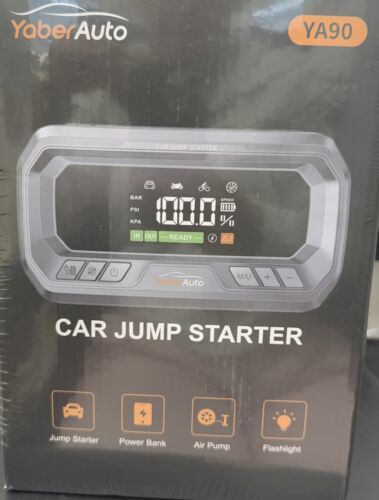 YaberAuto
YA90
CAR JUMP STARTER
BAR
PSI
KPA
100.0
SPEED
IN OUT READY
YaberAuto
M/U + −
CAR JUMP STARTER
Jump Starter
Power Bank
Air Pump
Flashlight